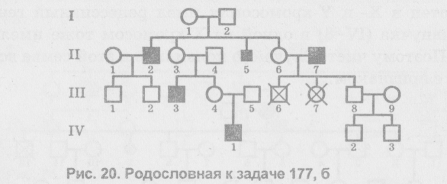 I
1 2
II
1 2 3 4 5 6 7
III
1 2 3 4 5 6 7 8 9
IV
1 2 3
Рис. 20. Родословная к задаче 177, б